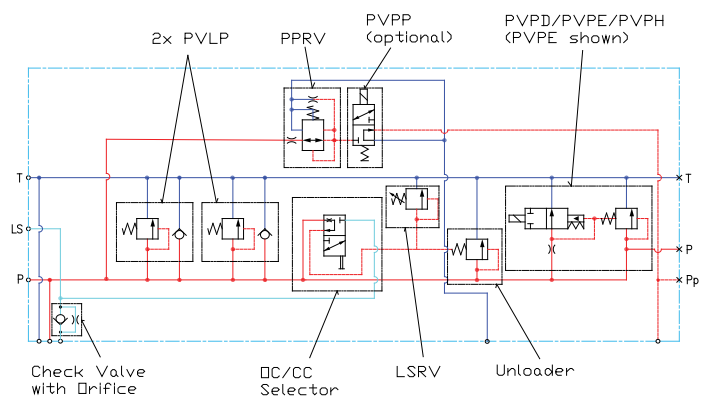 PVPP
(optional)
PVPD/PVPE/PVPH
(PVPE shown)
2x PVLP
PPRV
T
T
LS
P
P
Pp
Check Valve
with Orifice
OC/CC
Selector
LSRV
Unloader